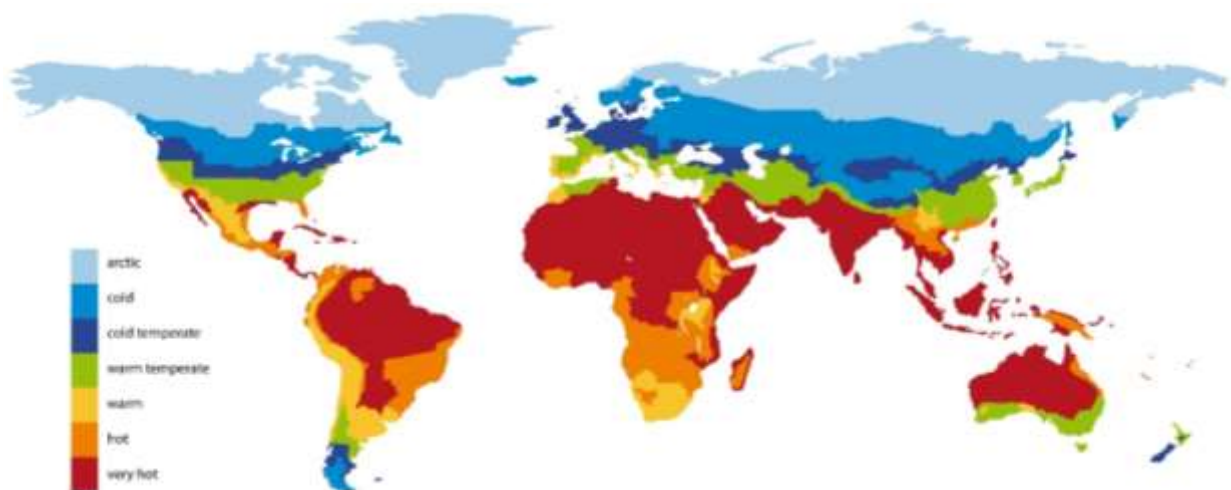 arctic
cold
cold temperate
warm temperate
warm
hot
very hot